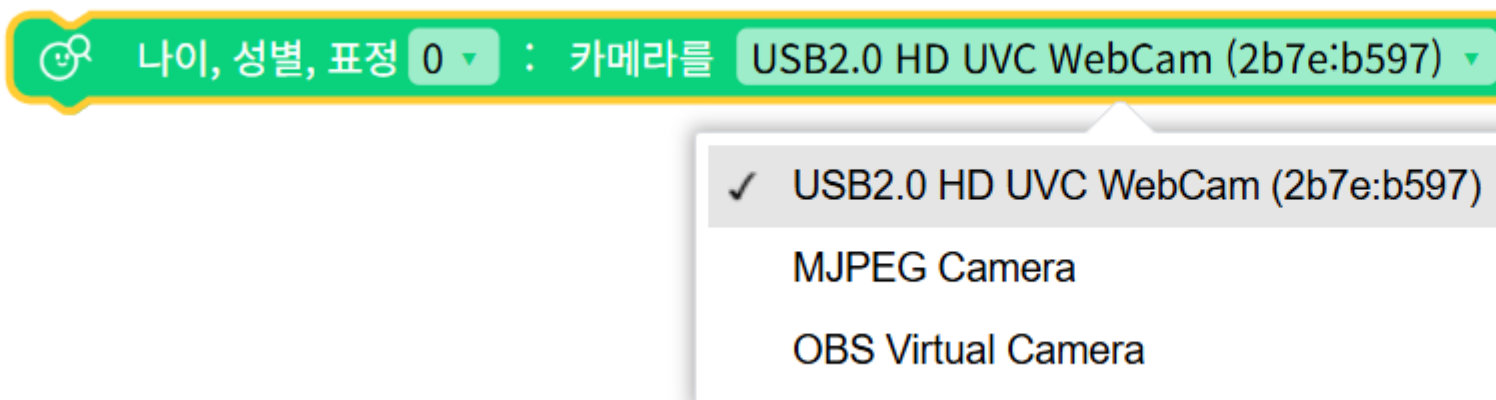 나이, 성별, 표정 0 : 카메라를 USB2.0 HD UVC WebCam (2b7e:b597)
USB2.0 HD UVC WebCam (2b7e:b597)
MJPEG Camera
OBS Virtual Camera